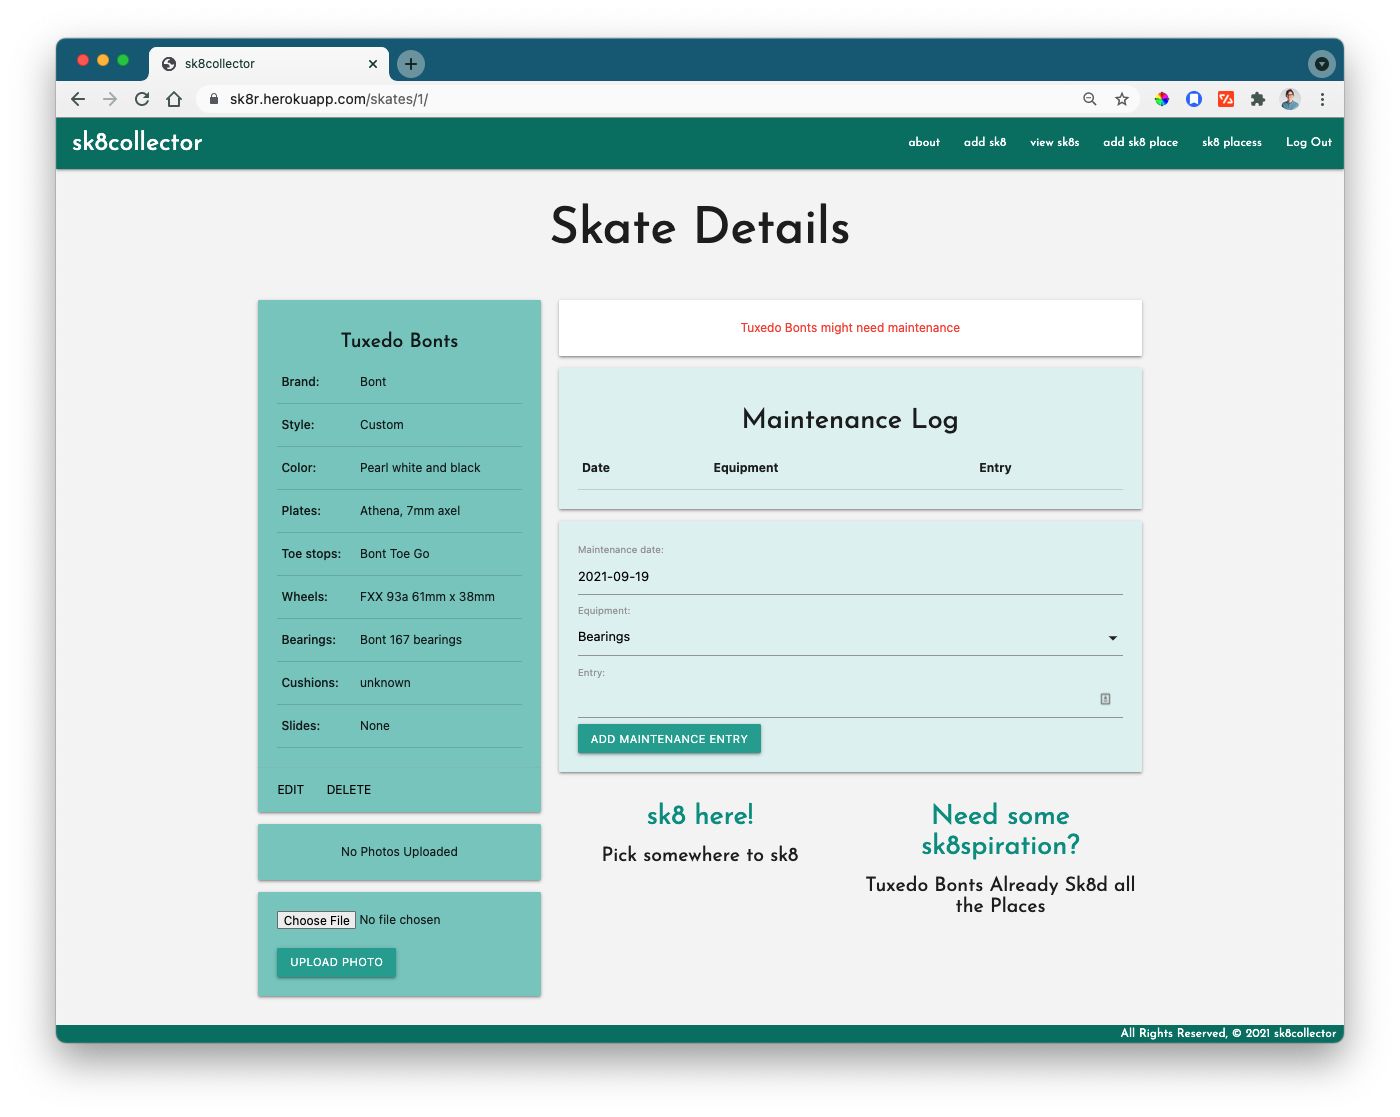 sk8collector
sk8r.herokuapp.com/skates/1/
sk8collector
about add sk8 view sk8s add sk8 place sk8 placess Log Out
Skate Details
Tuxedo Bonts
Brand: Bont
Style: Custom
Color: Pearl white and black
Plates: Athena, 7mm axel
Toe stops: Bont Toe Go
Wheels: FXX 93a 61mm x 38mm
Bearings: Bont 167 bearings
Cushions: unknown
Slides: None
EDIT DELETE
No Photos Uploaded
Choose File No file chosen
UPLOAD PHOTO
Tuxedo Bonts might need maintenance
Maintenance Log
Date Equipment Entry
Maintenance date:
2021-09-19
Equipment:
Bearings
Entry:
ADD MAINTENANCE ENTRY
sk8 here!
Pick somewhere to sk8
Need some
sk8spiration?
Tuxedo Bonts Already Sk8d all
the Places
All Rights Reserved, © 2021 sk8collector